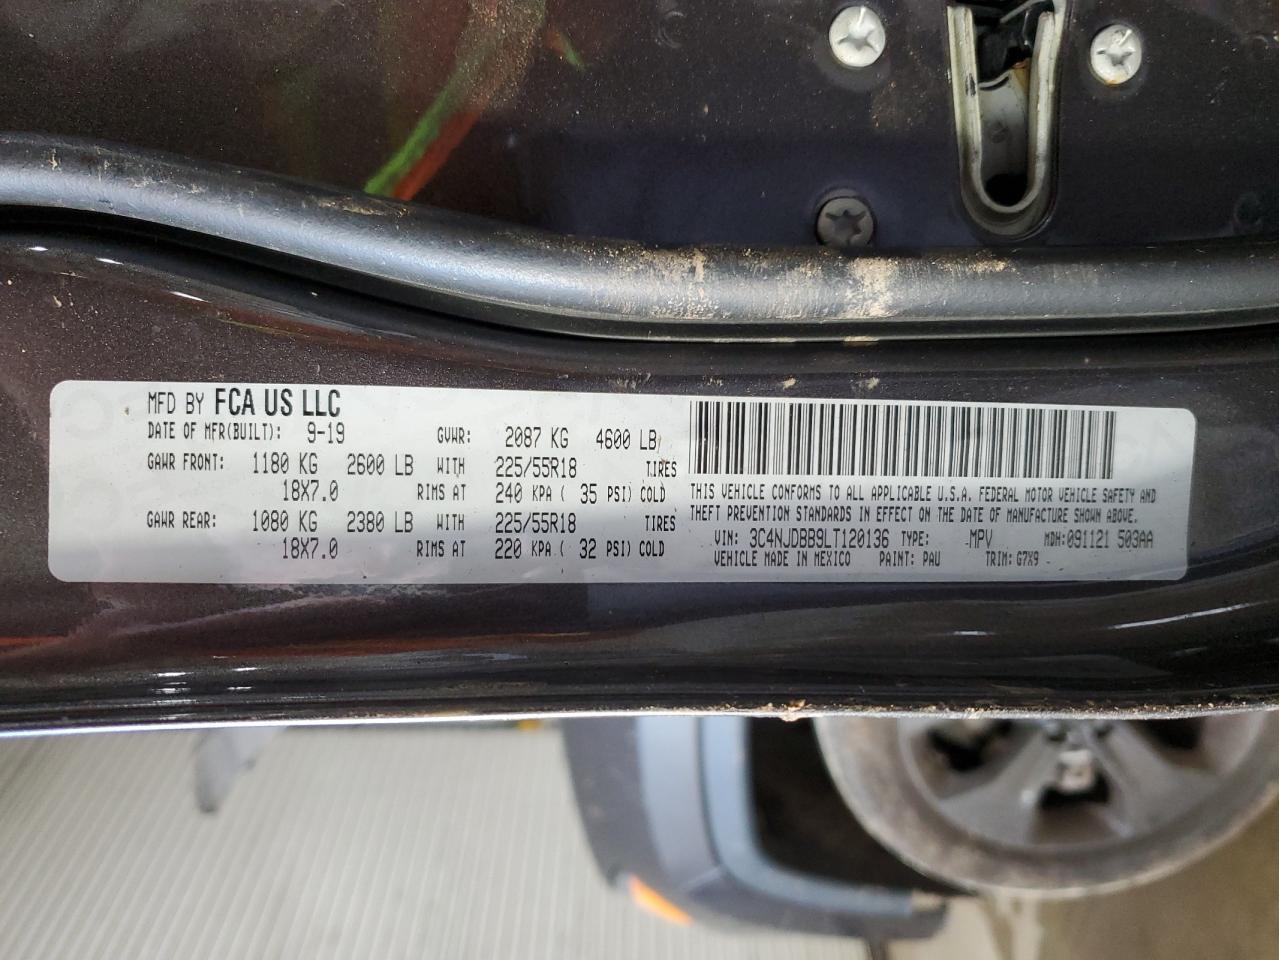 MFD BY FCA US LLC
DATE OF MFR(BUILT): 9-19 GVWR: 2087 KG 4600 LB
GAWR FRONT: 1180 KG 2600 LB WITH 225/55R18 TIRES
18X7.0 RIMS AT 240 KPA ( 35 PSI) COLD
GAWR REAR: 1080 KG 2380 LB WITH 225/55R18 TIRES
18X7.0 RIMS AT 220 KPA ( 32 PSI) COLD
THIS VEHICLE CONFORMS TO ALL APPLICABLE U.S.A. FEDERAL MOTOR VEHICLE SAFETY AND
THEFT PREVENTION STANDARDS IN EFFECT ON THE DATE OF MANUFACTURE SHOWN ABOVE.
VIN: 3C4NJDBB9LT120136 TYPE: MPV MDH: 091121 503AA
VEHICLE MADE IN MEXICO PAINT: PAU TRIM: G7X9